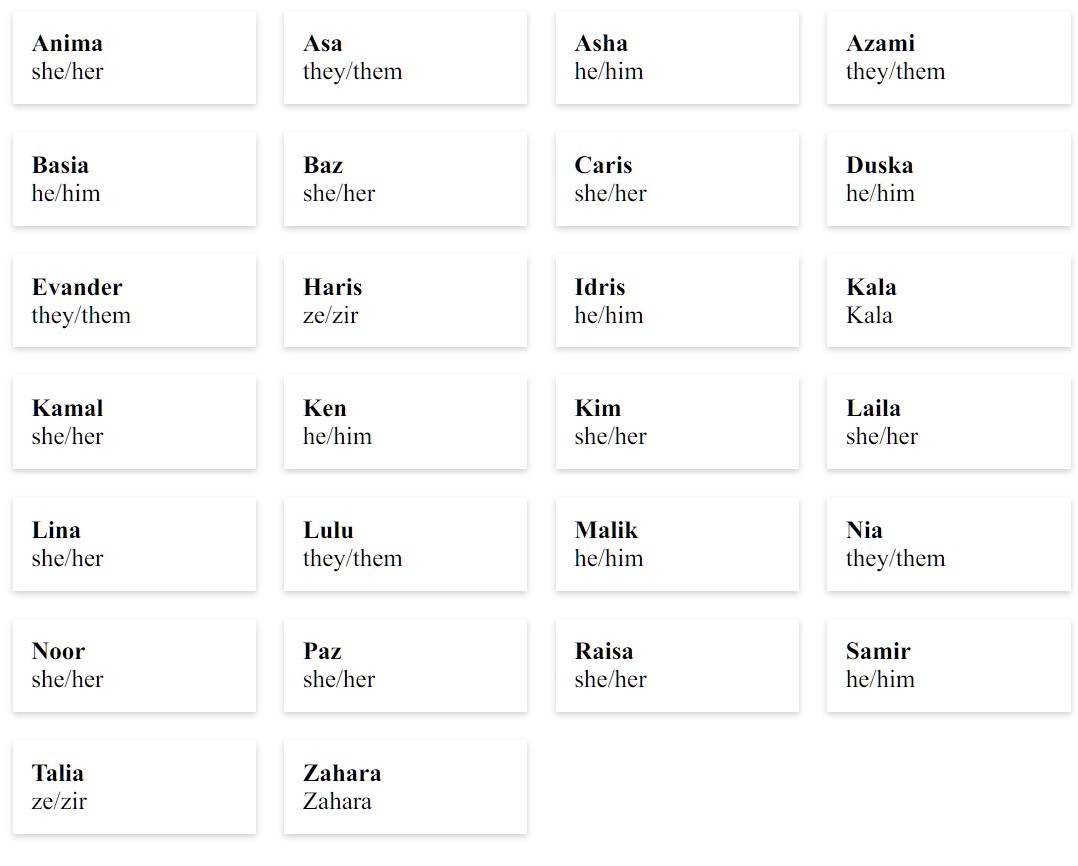 Anima
she/her
Asa
they/them
Asha
he/him
Azami
they/them
Basia
he/him
Baz
she/her
Caris
she/her
Duska
he/him
Evander
they/them
Haris
ze/zir
Idris
he/him
Kala
Kala
Kamal
she/her
Ken
he/him
Kim
she/her
Laila
she/her
Lina
she/her
Lulu
they/them
Malik
he/him
Nia
they/them
Noor
she/her
Paz
she/her
Raisa
she/her
Samir
he/him
Talia
ze/zir
Zahara
Zahara